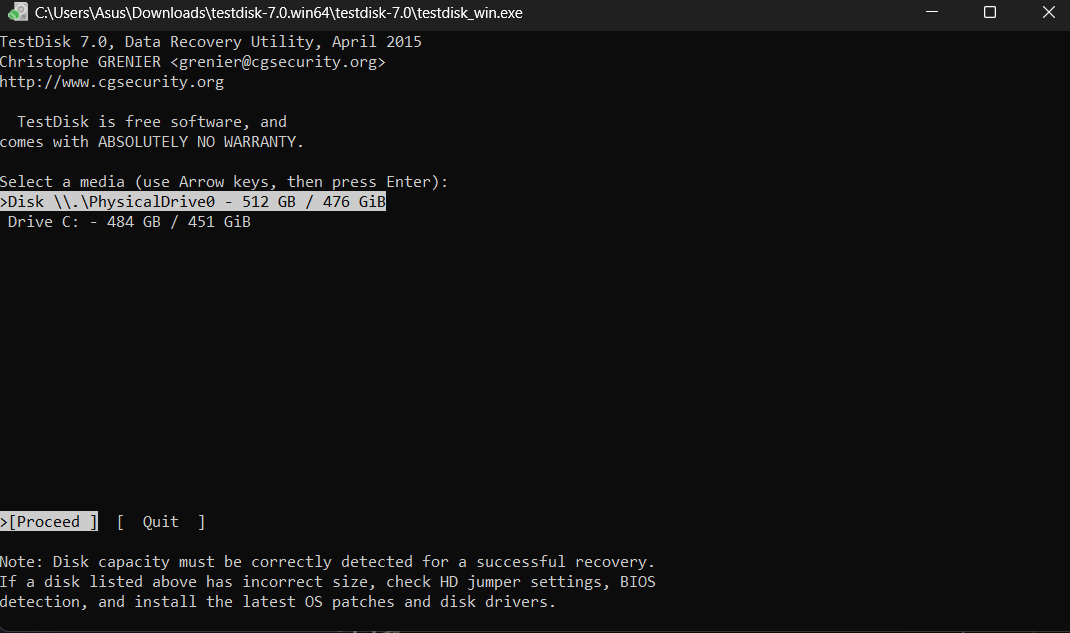 C:\Users\Asus\Downloads\testdisk-7.0.win64\testdisk-7.0\testdisk_win.exe
TestDisk 7.0, Data Recovery Utility, April 2015
Christophe GRENIER <grenier@cgsecurity.org>
http://www.cgsecurity.org
TestDisk is free software, and
comes with ABSOLUTELY NO WARRANTY.
Select a media (use Arrow keys, then press Enter):
>Disk \\.\PhysicalDrive0 - 512 GB / 476 GiB
Drive C: - 484 GB / 451 GiB
>[Proceed ]  [  Quit  ]
Note: Disk capacity must be correctly detected for a successful recovery.
If a disk listed above has incorrect size, check HD jumper settings, BIOS
detection, and install the latest OS patches and disk drivers.